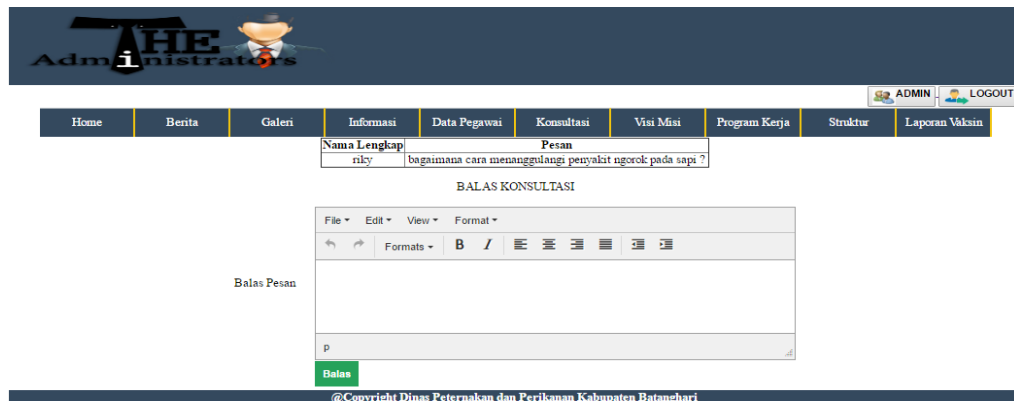 THE
Administrators
ADMIN LOGOUT
Home Berita Galeri Informasi Data Pegawai Konsultasi Visi Misi Program Kerja Struktur Laporan Vaksin
Nama Lengkap Pesan
riky bagaimana cara menanggulangi penyakit ngorok pada sapi ?
BALAS KONSULTASI
File Edit View Format
Formats B I
Balas Pesan
p
Balas
@Copyright Dinas Peternakan dan Perikanan Kabupaten Batanghari